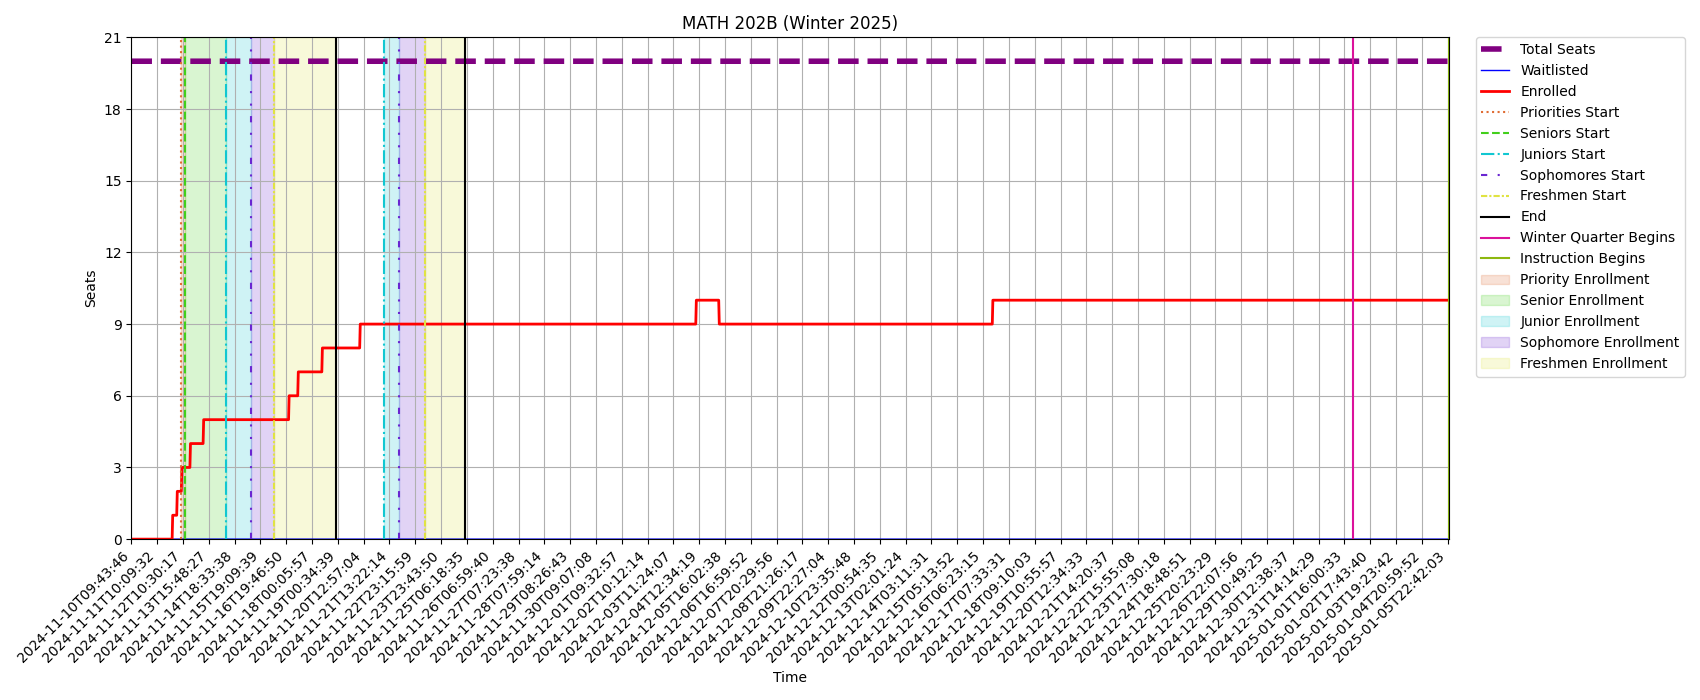 MATH 202B (Winter 2025)
21
18
15
12
9
6
3
0
Seats
2024-11-10T09:43:46
2024-11-11T10:09:32
2024-11-12T10:30:17
2024-11-13T15:48:27
2024-11-14T18:33:38
2024-11-15T19:09:39
2024-11-16T19:46:50
2024-11-18T00:05:57
2024-11-19T00:34:39
2024-11-20T12:57:04
2024-11-21T13:22:14
2024-11-22T23:15:59
2024-11-23T23:43:50
2024-11-25T06:18:35
2024-11-26T06:59:40
2024-11-27T07:23:38
2024-11-28T07:59:14
2024-11-29T08:26:43
2024-11-30T09:07:08
2024-12-01T09:32:57
2024-12-02T10:12:14
2024-12-03T11:24:07
2024-12-04T12:34:19
2024-12-05T16:02:38
2024-12-06T16:59:52
2024-12-07T20:29:56
2024-12-08T21:26:17
2024-12-09T22:27:04
2024-12-10T23:35:48
2024-12-12T00:54:35
2024-12-13T02:01:24
2024-12-14T03:11:31
2024-12-15T05:13:52
2024-12-16T06:23:15
2024-12-17T07:33:31
2024-12-18T09:10:03
2024-12-19T10:55:57
2024-12-20T12:34:33
2024-12-21T14:20:37
2024-12-22T15:55:08
2024-12-23T17:30:18
2024-12-24T18:48:51
2024-12-25T20:23:29
2024-12-26T22:07:56
2024-12-29T10:49:25
2024-12-30T12:38:37
2024-12-31T14:14:29
2025-01-01T16:00:33
2025-01-02T17:43:40
2025-01-03T19:23:42
2025-01-04T20:59:52
2025-01-05T22:42:03
Time
Total Seats
Waitlisted
Enrolled
Priorities Start
Seniors Start
Juniors Start
Sophomores Start
Freshmen Start
End
Winter Quarter Begins
Instruction Begins
Priority Enrollment
Senior Enrollment
Junior Enrollment
Sophomore Enrollment
Freshmen Enrollment